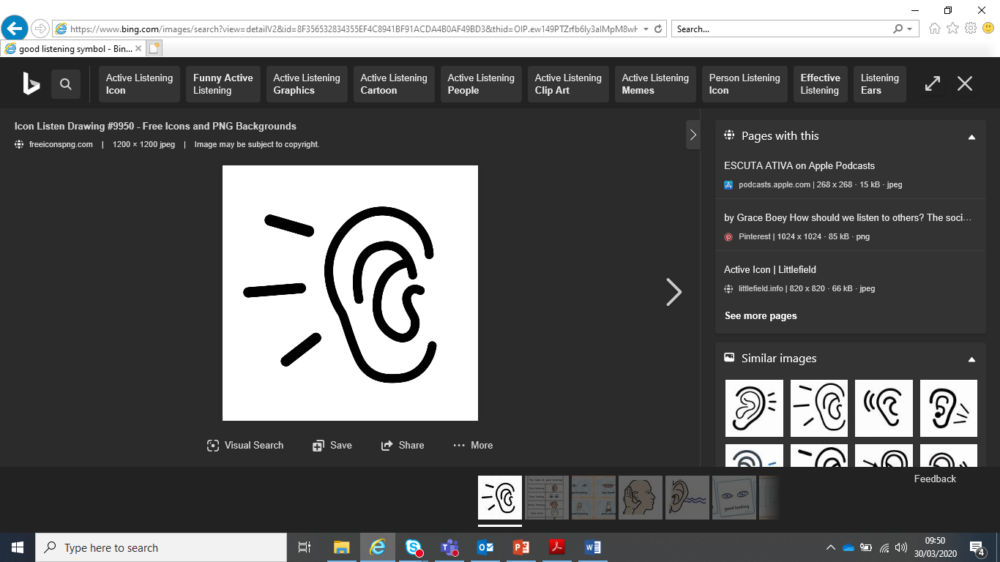 https://www.bing.com/images/search?view=detailV2&id=8F356532834355EF4C8941BF91ACDA4B0AF49BD3&thid=OIP.ew149PTZrfb6ly3alMpM8wH
Search...
good listening symbol - Bin...
Active Listening Icon
Funny Active Listening
Active Listening Graphics
Active Listening Cartoon
Active Listening People
Active Listening Clip Art
Active Listening Memes
Person Listening Icon
Effective Listening
Listening Ears
Icon Listen Drawing #9950 - Free Icons and PNG Backgrounds
freeiconspng.com | 1200 × 1200 jpeg | Image may be subject to copyright.
Pages with this
ESCUTA ATIVA on Apple Podcasts
podcasts.apple.com | 268 x 268 · 15 kB · jpeg
by Grace Boey How should we listen to others? The soci...
Pinterest | 1024 x 1024 · 85 kB · png
Active Icon | Littlefield
littlefield.info | 820 x 820 · 66 kB · jpeg
See more pages
Similar images
Visual Search
Save
Share
More
Feedback
good looking
Type here to search
09:50
30/03/2020
4